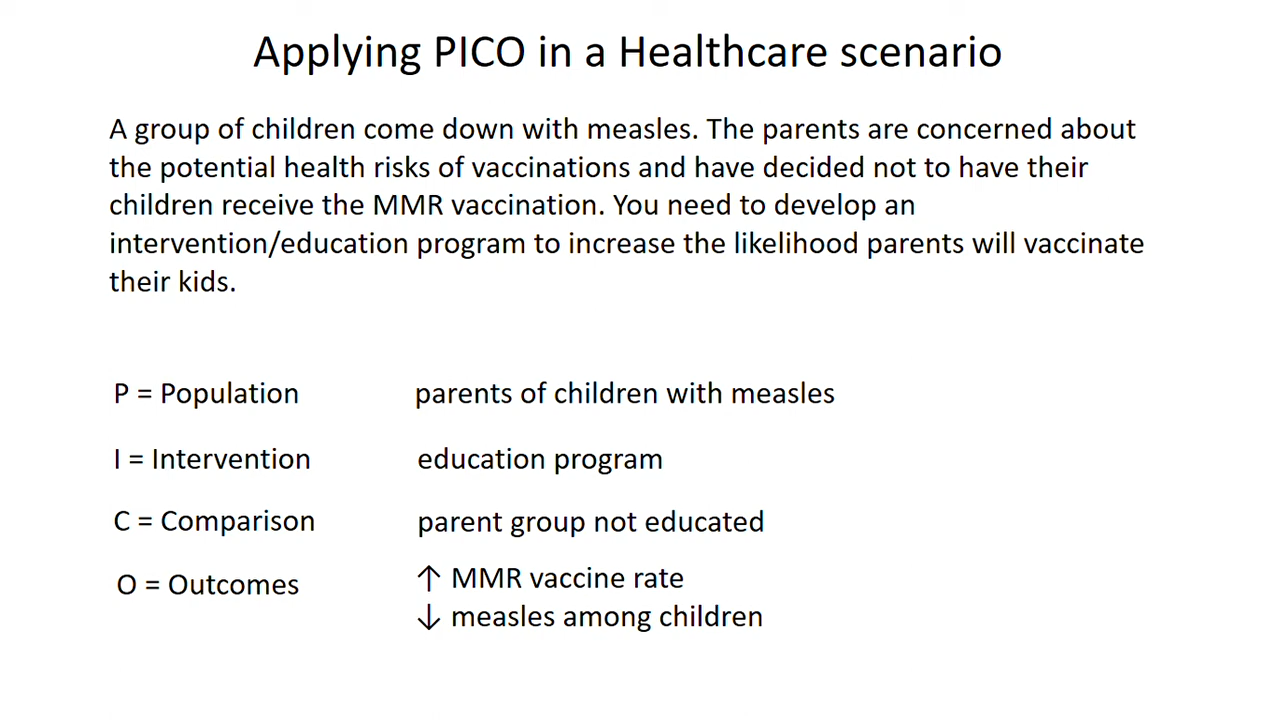 Applying PICO in a Healthcare scenario
A group of children come down with measles. The parents are concerned about
the potential health risks of vaccinations and have decided not to have their
children receive the MMR vaccination. You need to develop an
intervention/education program to increase the likelihood parents will vaccinate
their kids.
P = Population parents of children with measles
I = Intervention education program
C = Comparison parent group not educated
O = Outcomes ↑ MMR vaccine rate
↓ measles among children